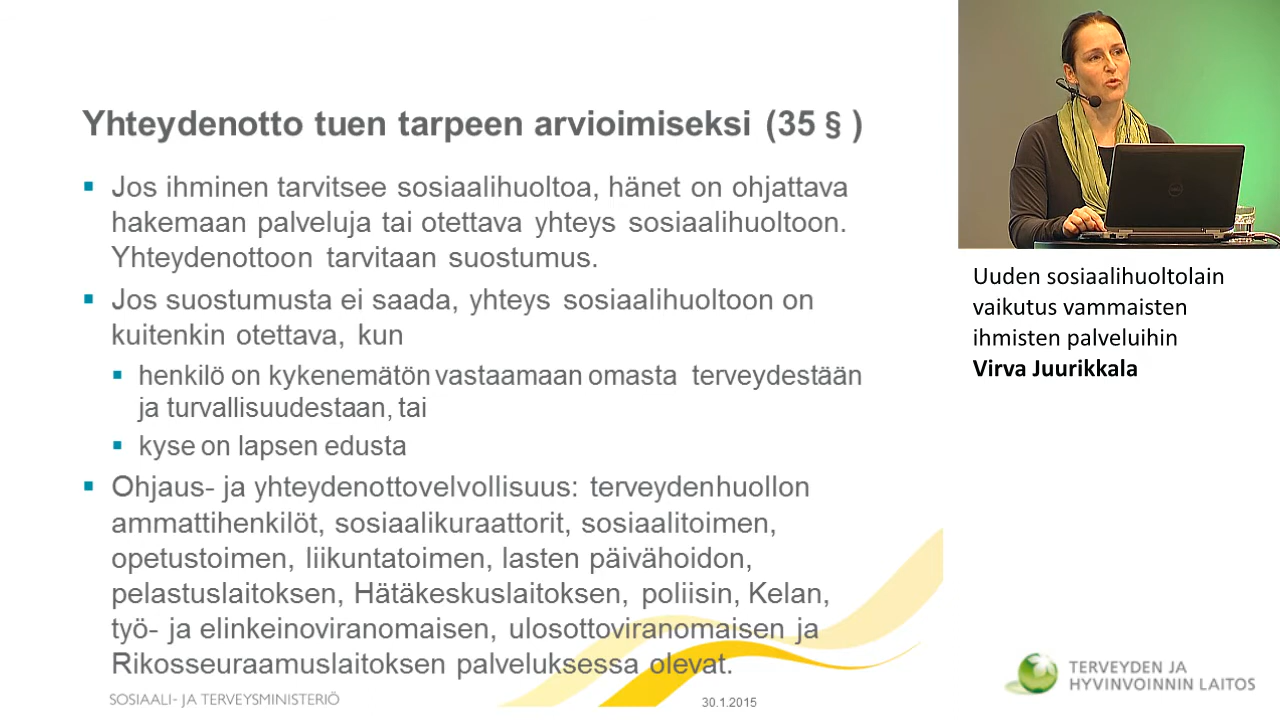 Yhteydenotto tuen tarpeen arvioimiseksi (35 § )
Jos ihminen tarvitsee sosiaalihuoltoa, hänet on ohjattava
hakemaan palveluja tai otettava yhteys sosiaalihuoltoon.
Yhteydenottoon tarvitaan suostumus.
Jos suostumusta ei saada, yhteys sosiaalihuoltoon on
kuitenkin otettava, kun
henkilö on kykenemätön vastaamaan omasta terveydestään
ja turvallisuudestaan, tai
kyse on lapsen edusta
Ohjaus- ja yhteydenottovelvollisuus: terveydenhuollon
ammattihenkilöt, sosiaalikuraattorit, sosiaalitoimen,
opetustoimen, liikuntatoimen, lasten päivähoidon,
pelastuslaitoksen, Hätäkeskuslaitoksen, poliisin, Kelan,
työ- ja elinkeinoviranomaisen, ulosottoviranomaisen ja
Rikosseuraamuslaitoksen palveluksessa olevat.
SOSIAALI- JA TERVEYSMINISTERIÖ
30.1.2015
Uuden sosiaalihuoltolain
vaikutus vammaisten
ihmisten palveluihin
Virva Juurikkala
TERVEYDEN JA
HYVINVOINNIN LAITOS